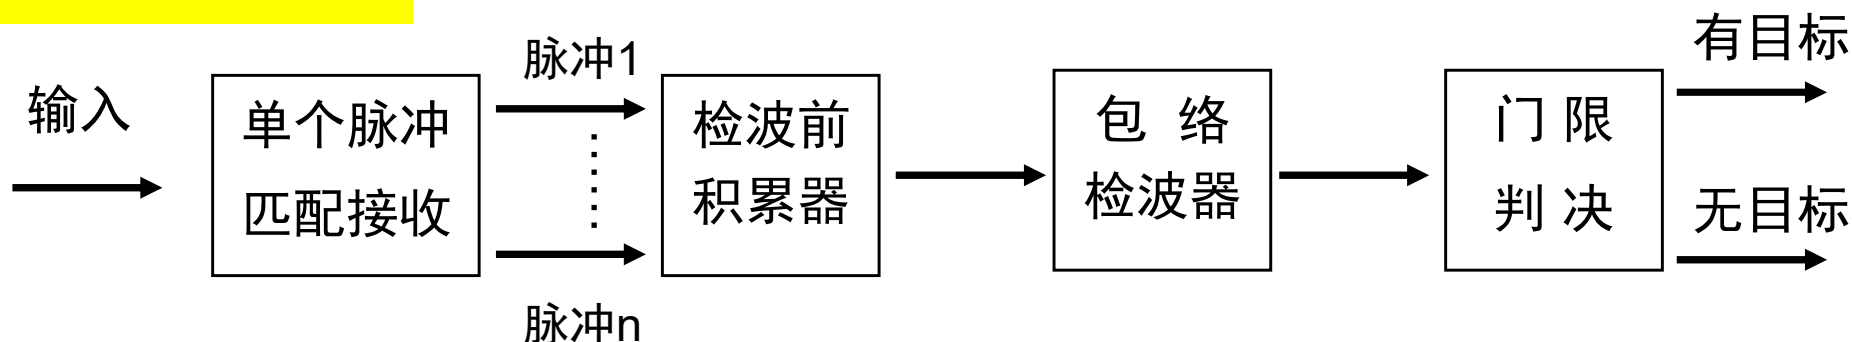 输入
单个脉冲
匹配接收
脉冲1
脉冲n
检波前
积累器
包 络
检波器
门 限
判 决
有目标
无目标